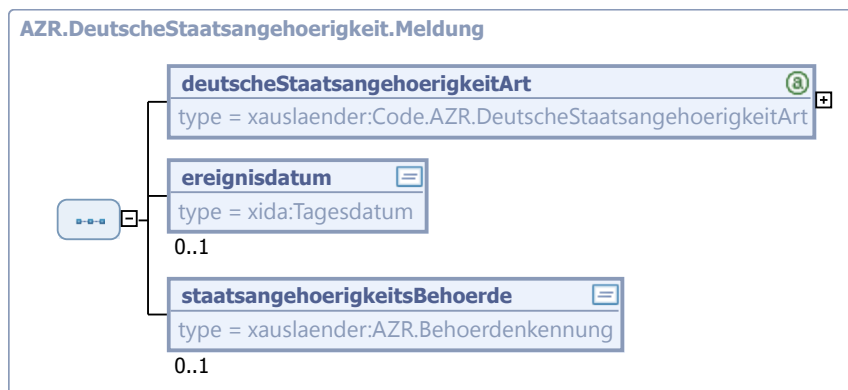 AZR.DeutscheStaatsangehoerigkeit.Meldung
deutscheStaatsangehoerigkeitArt
type = xauslaender:Code.AZR.DeutscheStaatsangehoerigkeitArt
ereignisdatum
type = xida:Tagesdatum
0..1
staatsangehoerigkeitsBehoerde
type = xauslaender:AZR.Behoerdenkennung
0..1